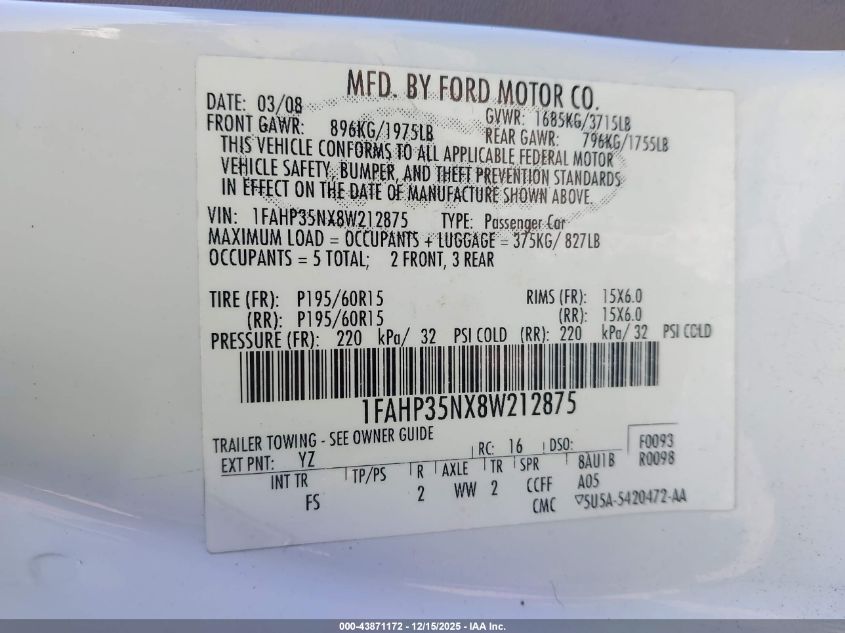 MFD. BY FORD MOTOR CO.
DATE: 03/08 GVWR: 1685KG/3715LB
FRONT GAWR: 896KG/1975LB REAR GAWR: 796KG/1755LB
THIS VEHICLE CONFORMS TO ALL APPLICABLE FEDERAL MOTOR
VEHICLE SAFETY, BUMPER, AND THEFT PREVENTION STANDARDS
IN EFFECT ON THE DATE OF MANUFACTURE SHOWN ABOVE.
VIN: 1FAHP35NX8W212875 TYPE: Passenger Car
MAXIMUM LOAD = OCCUPANTS + LUGGAGE = 375KG/ 827LB
OCCUPANTS = 5 TOTAL; 2 FRONT, 3 REAR
TIRE (FR): P195/60R15 RIMS (FR): 15X6.0
(RR): P195/60R15 (RR): 15X6.0
PRESSURE (FR): 220 kPa/ 32 PSI COLD (RR): 220 kPa/ 32 PSI COLD
1FAHP35NX8W212875
TRAILER TOWING - SEE OWNER GUIDE
EXT PNT: YZ RC: 16 DSO: F0093
INT TR TP/PS R AXLE TR SPR 8AU1B R0098
FS 2 WW 2 CCFF A05
CMC 5U5A-5420472-AA
000-43871172 - 12/15/2025 - IAA Inc.